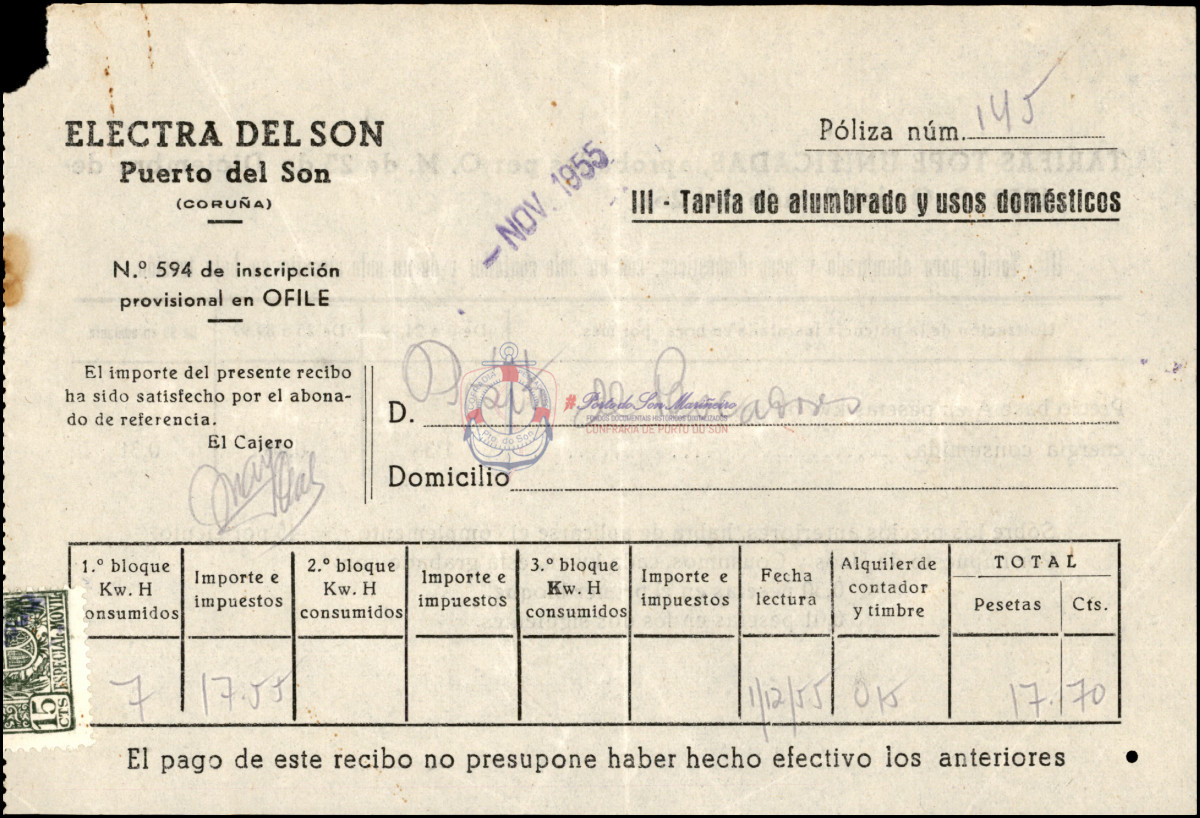 ELECTRA DEL SON
Puerto del Son
(CORUÑA)
N.º 594 de inscripción
provisional en OFILE
- NOV. 1955
Póliza núm. 145
III - Tarifa de alumbrado y usos domésticos
El importe del presente recibo
ha sido satisfecho por el abona-
do de referencia.
El Cajero
D.
Domicilio
# Porto do Son Mariñeiro
FONDOS DOCUMENTAIS HISTÓRICOS DIXITALIZADOS
CONFRARÍA DE PORTO DO SON
1.º bloque Kw. H consumidos
Importe e impuestos
2.º bloque Kw. H consumidos
Importe e impuestos
3.º bloque Kw. H consumidos
Importe e impuestos
Fecha lectura
Alquiler de contador y timbre
TOTAL
Pesetas Cts.
7 17.55 1/12/55 0 15 17.70
ESPECIAL MOVIL
15 CTS
El pago de este recibo no presupone haber hecho efectivo los anteriores